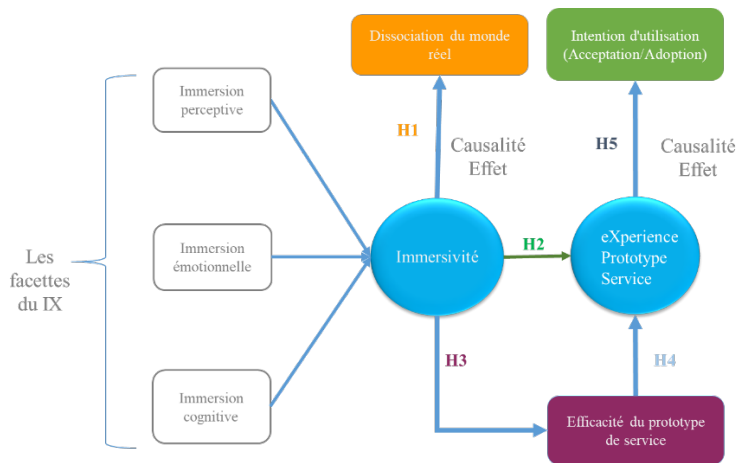 Dissociation du monde
réel
Intention d'utilisation
(Acceptation/Adoption)
Immersion
perceptive
H1
Causalité
Effet
H5
Causalité
Effet
Les
facettes
du IX
Immersion
émotionnelle
Immersivité
H2
eXperience
Prototype
Service
H3
H4
Immersion
cognitive
Efficacité du prototype
de service